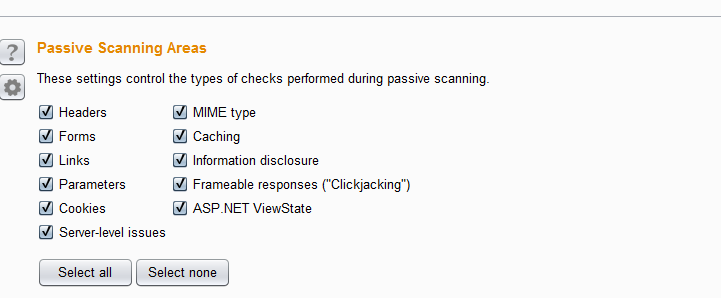 Passive Scanning Areas
?
These settings control the types of checks performed during passive scanning.
Headers
MIME type
Forms
Caching
Links
Information disclosure
Parameters
Frameable responses ("Clickjacking")
Cookies
ASP.NET ViewState
Server-level issues
Select all
Select none